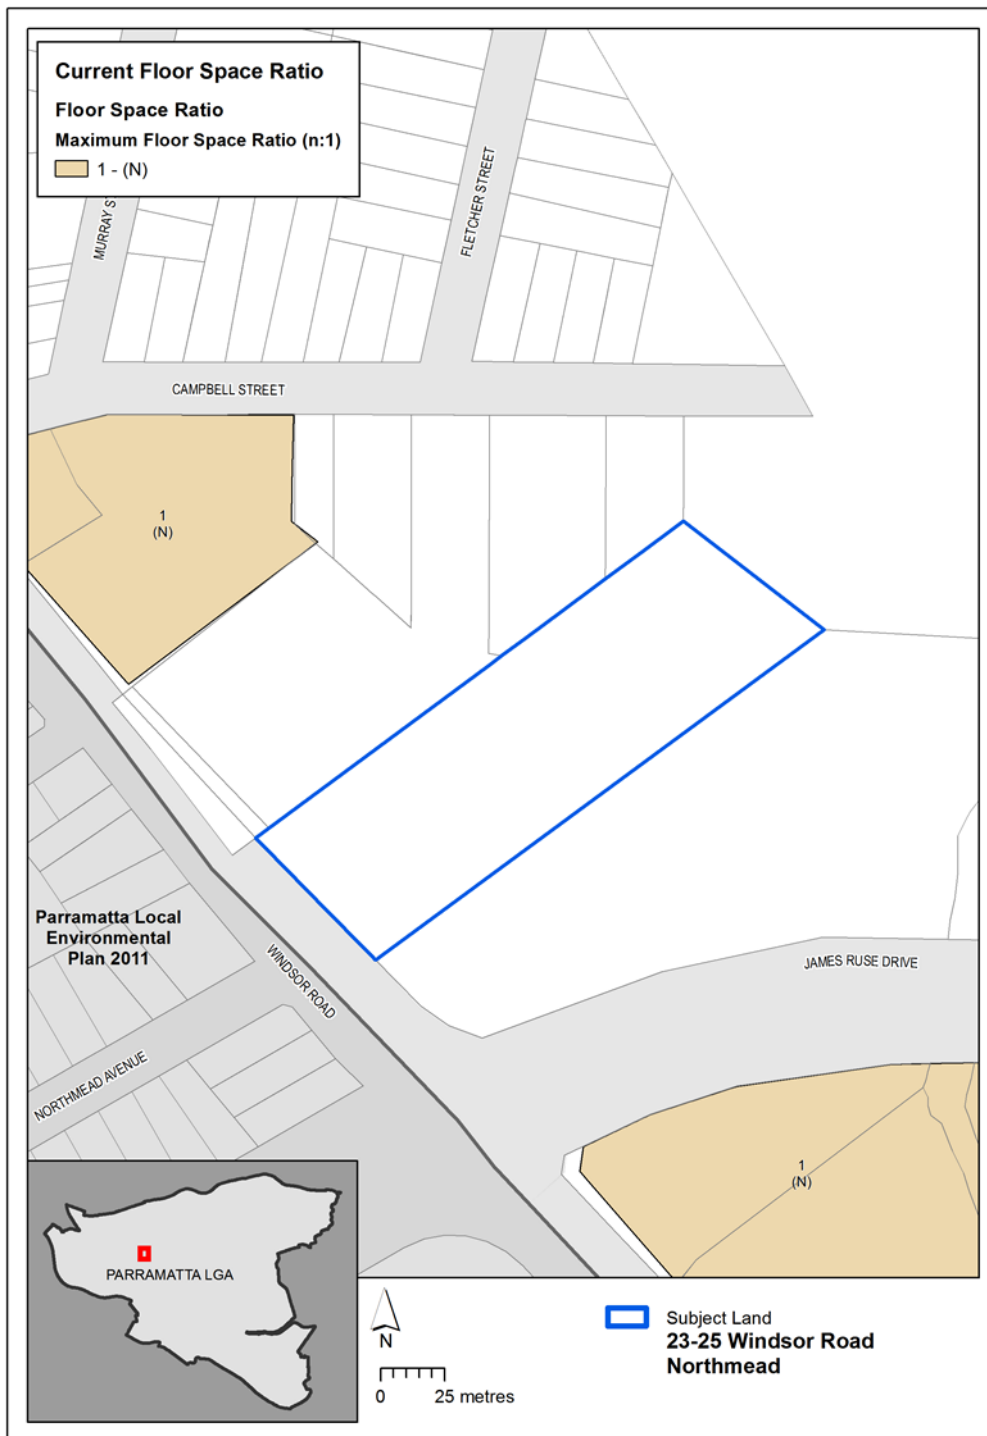 Current Floor Space Ratio
Floor Space Ratio
Maximum Floor Space Ratio (n:1)
1 - (N)
MURRAY S
FLETCHER STREET
CAMPBELL STREET
1
(N)
Parramatta Local
Environmental
Plan 2011
WINDSOR ROAD
JAMES RUSE DRIVE
NORTHMEAD AVENUE
1
(N)
PARRAMATTA LGA
N
0 25 metres
Subject Land
23-25 Windsor Road
Northmead